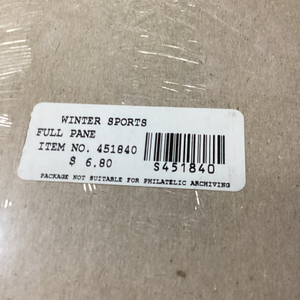 WINTER SPORTS
FULL PANE
ITEM NO. 451840
$ 6.80
S451840
PACKAGE NOT SUITABLE FOR PHILATELIC ARCHIVING